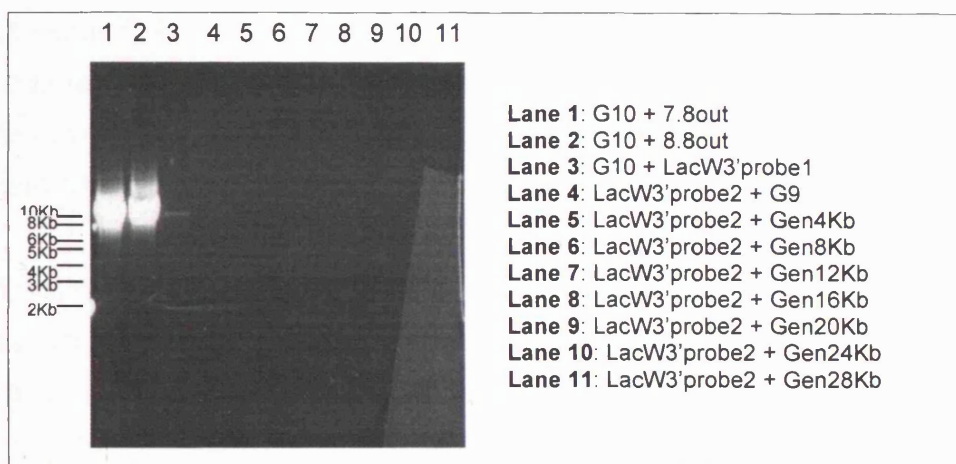 1 2 3 4 5 6 7 8 9 10 11
10Kb
8Kb
6Kb
5Kb
4Kb
3Kb
2Kb
Lane 1: G10 + 7.8out
Lane 2: G10 + 8.8out
Lane 3: G10 + LacW3'probe1
Lane 4: LacW3'probe2 + G9
Lane 5: LacW3'probe2 + Gen4Kb
Lane 6: LacW3'probe2 + Gen8Kb
Lane 7: LacW3'probe2 + Gen12Kb
Lane 8: LacW3'probe2 + Gen16Kb
Lane 9: LacW3'probe2 + Gen20Kb
Lane 10: LacW3'probe2 + Gen24Kb
Lane 11: LacW3'probe2 + Gen28Kb